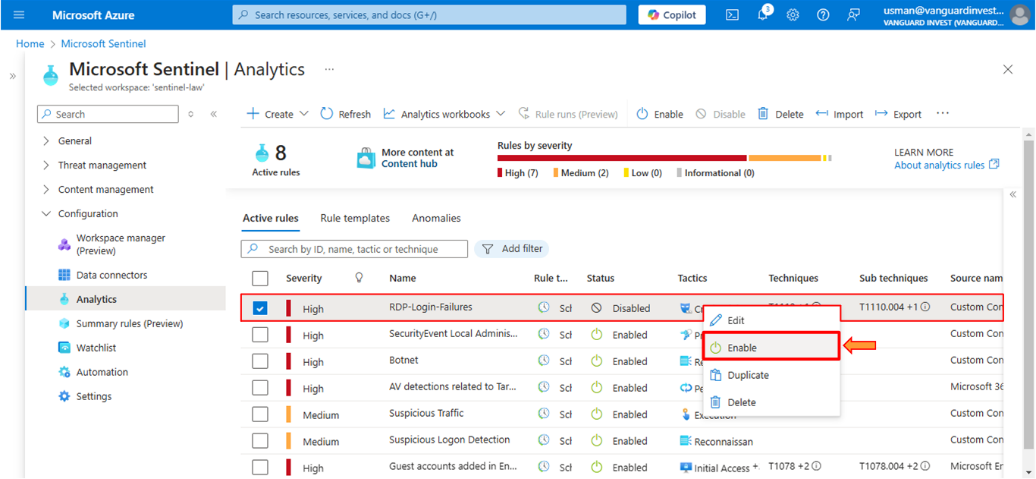 Microsoft Azure
Search resources, services, and docs (G+/)
Copilot
3
usman@vanguardinvest...
VANGUARD INVEST (VANGUARD...
Home > Microsoft Sentinel
Microsoft Sentinel | Analytics ...
Selected workspace: 'sentinel-law'
Search
General
Threat management
Content management
Configuration
Workspace manager
(Preview)
Data connectors
Analytics
Summary rules (Preview)
Watchlist
Automation
Settings
Create Refresh Analytics workbooks Rule runs (Preview) Enable Disable Delete Import Export ...
8
Active rules
More content at
Content hub
Rules by severity
High (7) Medium (2) Low (0) Informational (0)
LEARN MORE
About analytics rules
Active rules Rule templates Anomalies
Search by ID, name, tactic or technique
Add filter
Severity Name Rule t... Status Tactics Techniques Sub techniques Source nam
High RDP-Login-Failures Sch Disabled T1110.004 +1 Custom Con
High SecurityEvent Local Adminis... Sch Enabled Custom Con
High Botnet Sch Enabled Custom Con
High AV detections related to Tar... Sch Enabled Microsoft 36
Medium Suspicious Traffic Sch Enabled Execution Custom Con
Medium Suspicious Logon Detection Sch Enabled Reconnaissan Custom Con
High Guest accounts added in En... Sch Enabled Initial Access + T1078 +2 T1078.004 +2 Microsoft Er
Edit
Enable
Duplicate
Delete